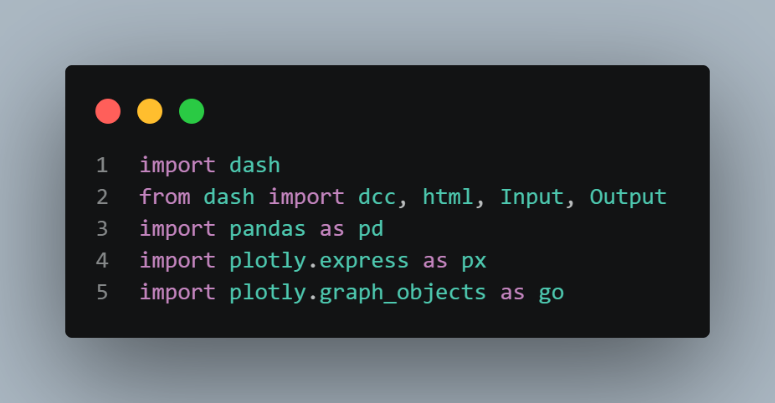 1 import dash
2 from dash import dcc, html, Input, Output
3 import pandas as pd
4 import plotly.express as px
5 import plotly.graph_objects as go